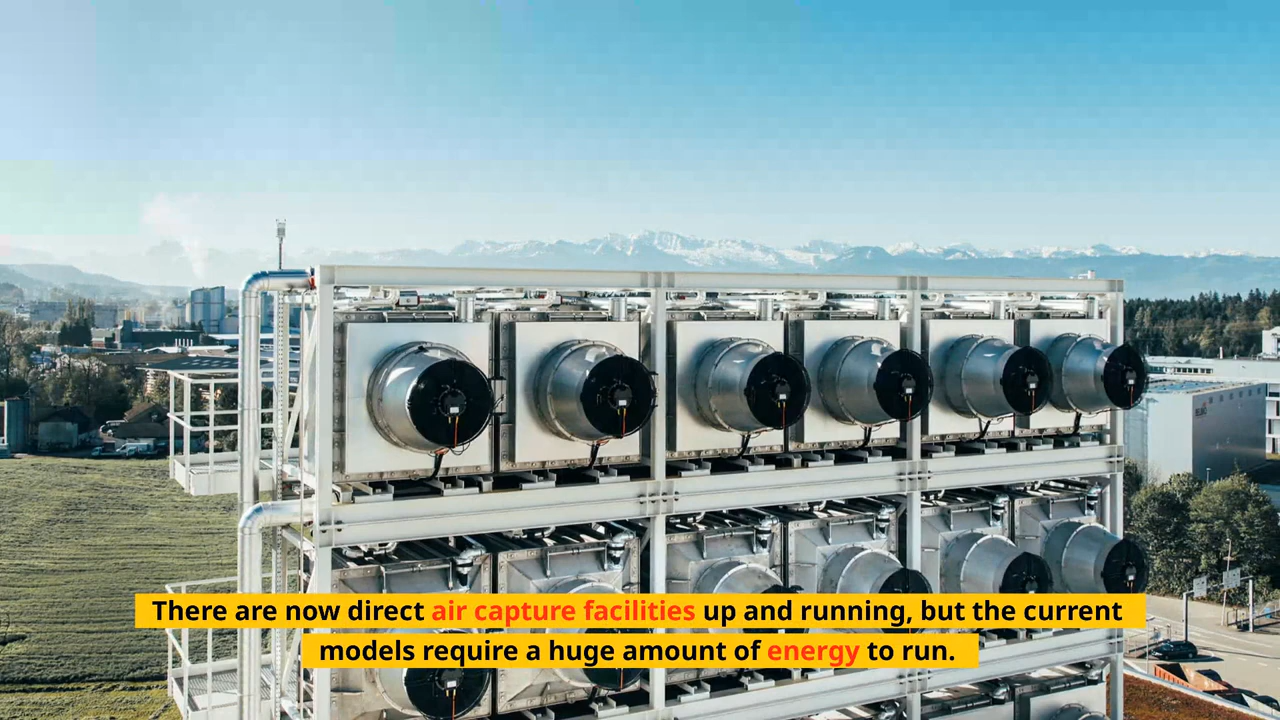 There are now direct air capture facilities up and running, but the current
models require a huge amount of energy to run.